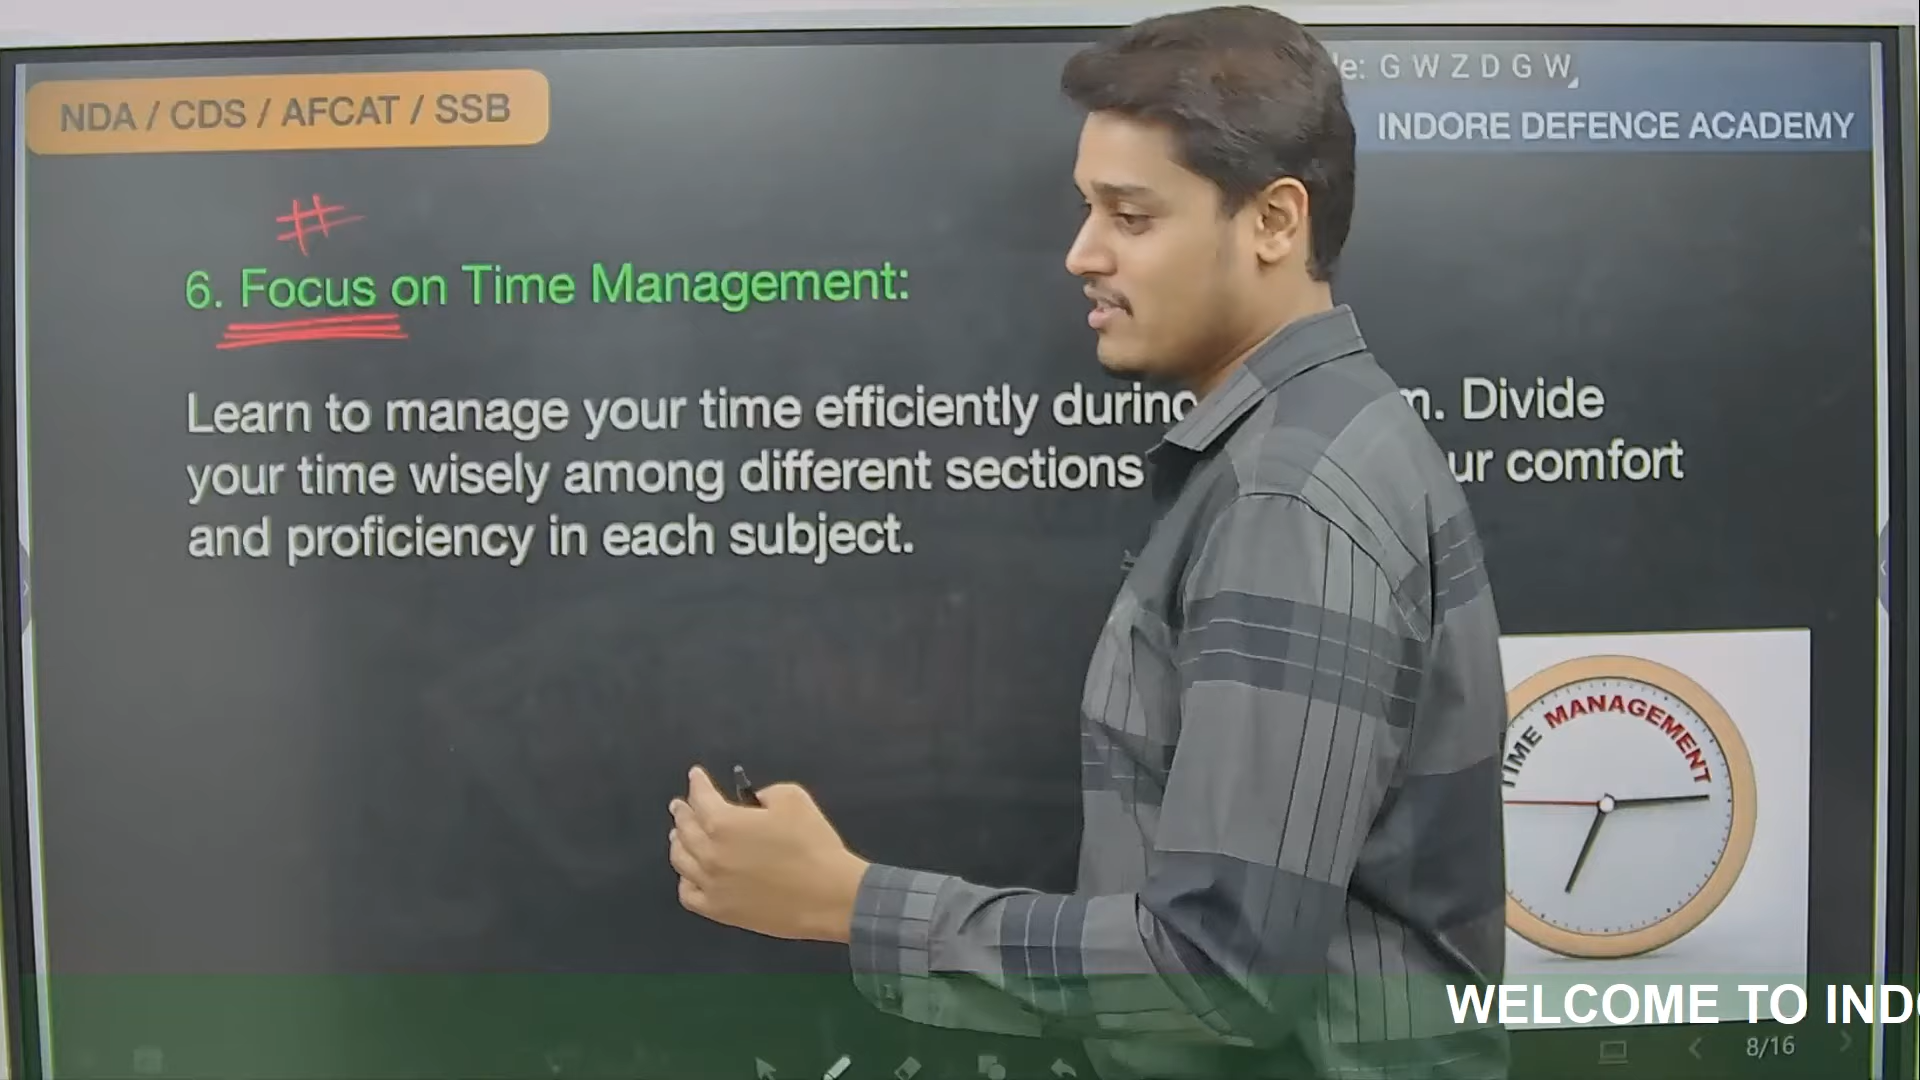 NDA / CDS / AFCAT / SSB
e: G W Z D G W
INDORE DEFENCE ACADEMY
#
6. Focus on Time Management:
Learn to manage your time efficiently during m. Divide
your time wisely among different sections ur comfort
and proficiency in each subject.
TIME MANAGEMENT
WELCOME TO IND
8/16